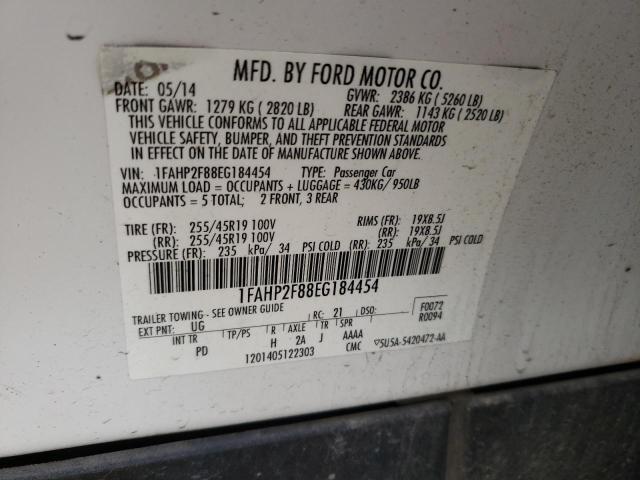 MFD. BY FORD MOTOR CO.
DATE: 05/14 GVWR: 2386 KG ( 5260 LB)
FRONT GAWR: 1279 KG ( 2820 LB) REAR GAWR: 1143 KG ( 2520 LB)
THIS VEHICLE CONFORMS TO ALL APPLICABLE FEDERAL MOTOR
VEHICLE SAFETY, BUMPER, AND THEFT PREVENTION STANDARDS
IN EFFECT ON THE DATE OF MANUFACTURE SHOWN ABOVE.
VIN: 1FAHP2F88EG184454 TYPE: Passenger Car
MAXIMUM LOAD = OCCUPANTS + LUGGAGE = 430KG/ 950LB
OCCUPANTS = 5 TOTAL; 2 FRONT, 3 REAR
TIRE (FR): 255/45R19 100V RIMS (FR): 19X8.5J
(RR): 255/45R19 100V (RR): 19X8.5J
PRESSURE (FR): 235 kPa/ 34 PSI COLD (RR): 235 kPa/ 34 PSI COLD
1FAHP2F88EG184454
TRAILER TOWING - SEE OWNER GUIDE RC: 21 DSO: F0072
EXT PNT: UG R0094
INT TR TP/PS R AXLE TR SPR
PD H 2A J AAAA
1201405122303 CMC ▽5U5A-5420472-AA